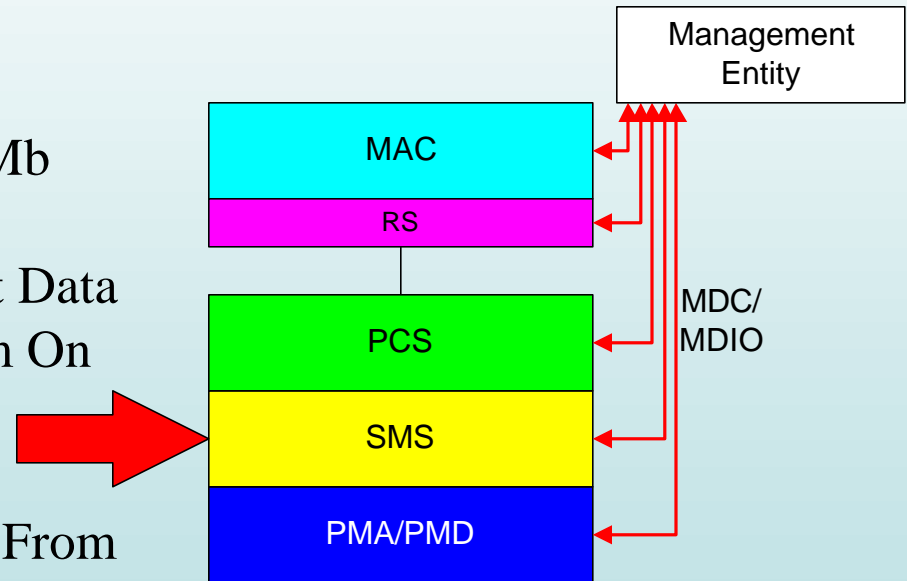 Management
Entity
MAC
Mb
RS
Data
PCS
MDC/
MDIO
On
SMS
PMA/PMD
From